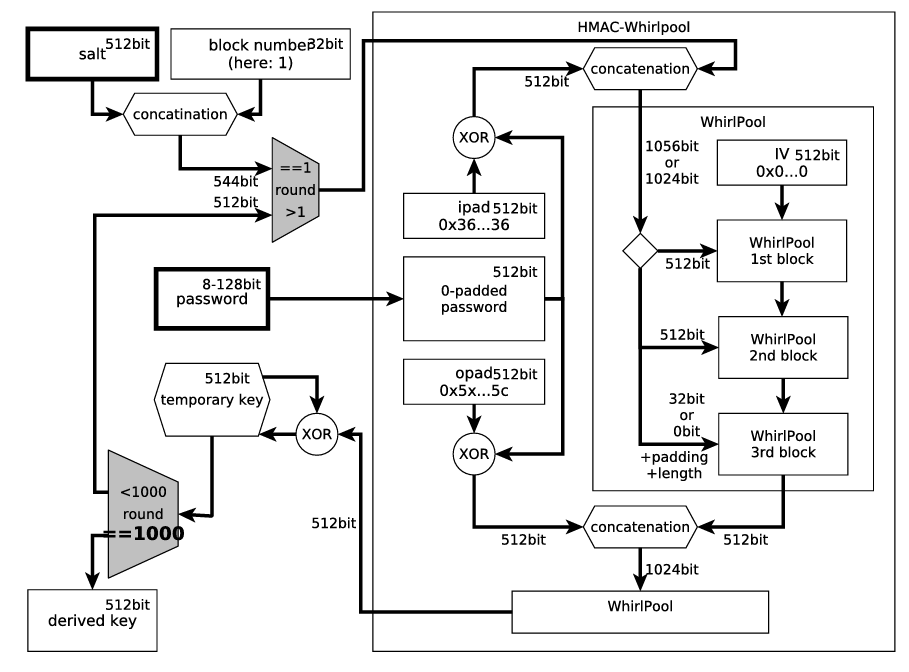 HMAC-Whirlpool
512bit
salt
32bit
block number
(here: 1)
concatination
544bit
512bit
==1
round
>1
8-128bit
password
512bit
temporary key
XOR
<1000
round
==1000
512bit
derived key
512bit
512bit
concatenation
XOR
ipad 512bit
0x36...36
512bit
0-padded
password
opad 512bit
0x5x...5c
XOR
WhirlPool
1056bit
or
1024bit
IV 512bit
0x0...0
512bit
WhirlPool
1st block
512bit
WhirlPool
2nd block
32bit
or
0bit
+padding
+length
WhirlPool
3rd block
512bit
concatenation
512bit
1024bit
WhirlPool